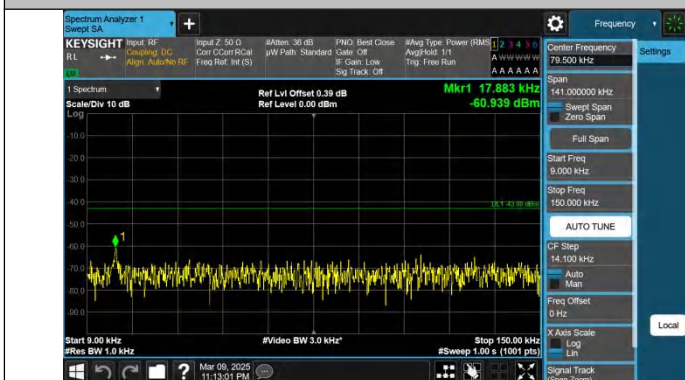 Spectrum Analyzer 1
Swept SA
+
Frequency
KEYSIGHT
RL
Input: RF
Coupling: DC
Align: Auto/No RF
Input Z: 50 Ω
Corr CCorr RCal
Freq Ref: Int (S)
#Atten: 36 dB
µW Path: Standard
PNO: Best Close
Gate: Off
IF Gain: Low
Sig Track: Off
#Avg Type: Power (RMS)
Avg|Hold: 1/1
Trig: Free Run
1 2 3 4 5 6
A W W W W W
A A A A A A
LXI
1 Spectrum
Scale/Div 10 dB
Log
Ref Lvl Offset 0.39 dB
Ref Level 0.00 dBm
Mkr1 17.883 kHz
-60.939 dBm
-10.0
-20.0
-30.0
-40.0
-50.0
-60.0
-70.0
-80.0
-90.0
DL1 -43.00 dBm
1
Start 9.00 kHz
#Res BW 1.0 kHz
#Video BW 3.0 kHz*
Stop 150.00 kHz
#Sweep 1.00 s (1001 pts)
Mar 09, 2025
11:13:01 PM
Center Frequency
79.500 kHz
Span
141.000000 kHz
Swept Span
Zero Span
Full Span
Start Freq
9.000 kHz
Stop Freq
150.000 kHz
AUTO TUNE
CF Step
14.100 kHz
Auto
Man
Freq Offset
0 Hz
X Axis Scale
Log
Lin
Signal Track
(Span Zoom)
Settings
Local